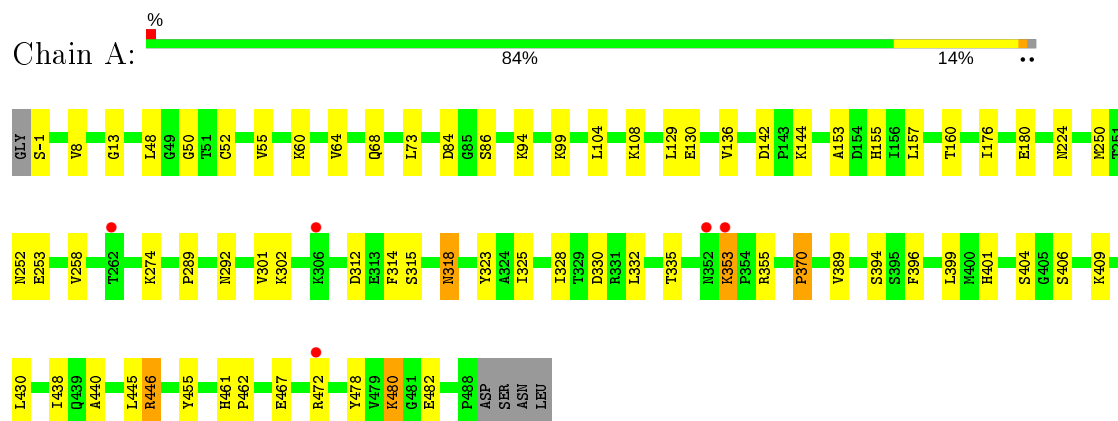 %
Chain A:
84% 14% ••
GLY S-1 V8 G13 L48 G49 G50 T51 C52 V55 K60 V64 Q68 L73 D84 G85 S86 K94 K99 L104 K108 L129 E130 V136 D142 P143 K144 A153 D154 H155 I156 L157 T160 I176 E180 N224 M250 T251
N252 E253 V258 T262 K274 P289 N292 V301 K302 K306 D312 E313 F314 S315 N318 Y323 A324 I325 I328 T329 D330 R331 L332 T335 N352 K353 P354 R355 P370 V389 S394 S395 F396 L399 M400 H401 S404 G405 S406 K409
L430 I438 Q439 A440 L445 R446 Y455 H461 P462 E467 R472 Y478 V479 K480 G481 E482 P488 ASP SER ASN LEU